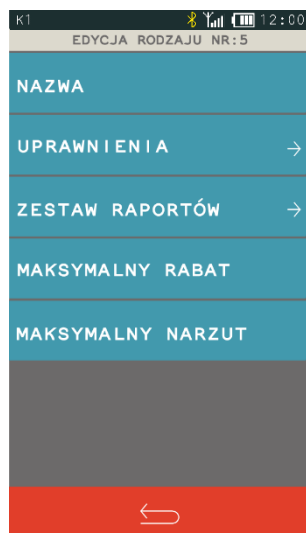 K1 12:00
EDYCJA RODZAJU NR:5
NAZWA
UPRAWNIENIA
ZESTAW RAPORTÓW
MAKSYMALNY RABAT
MAKSYMALNY NARZUT